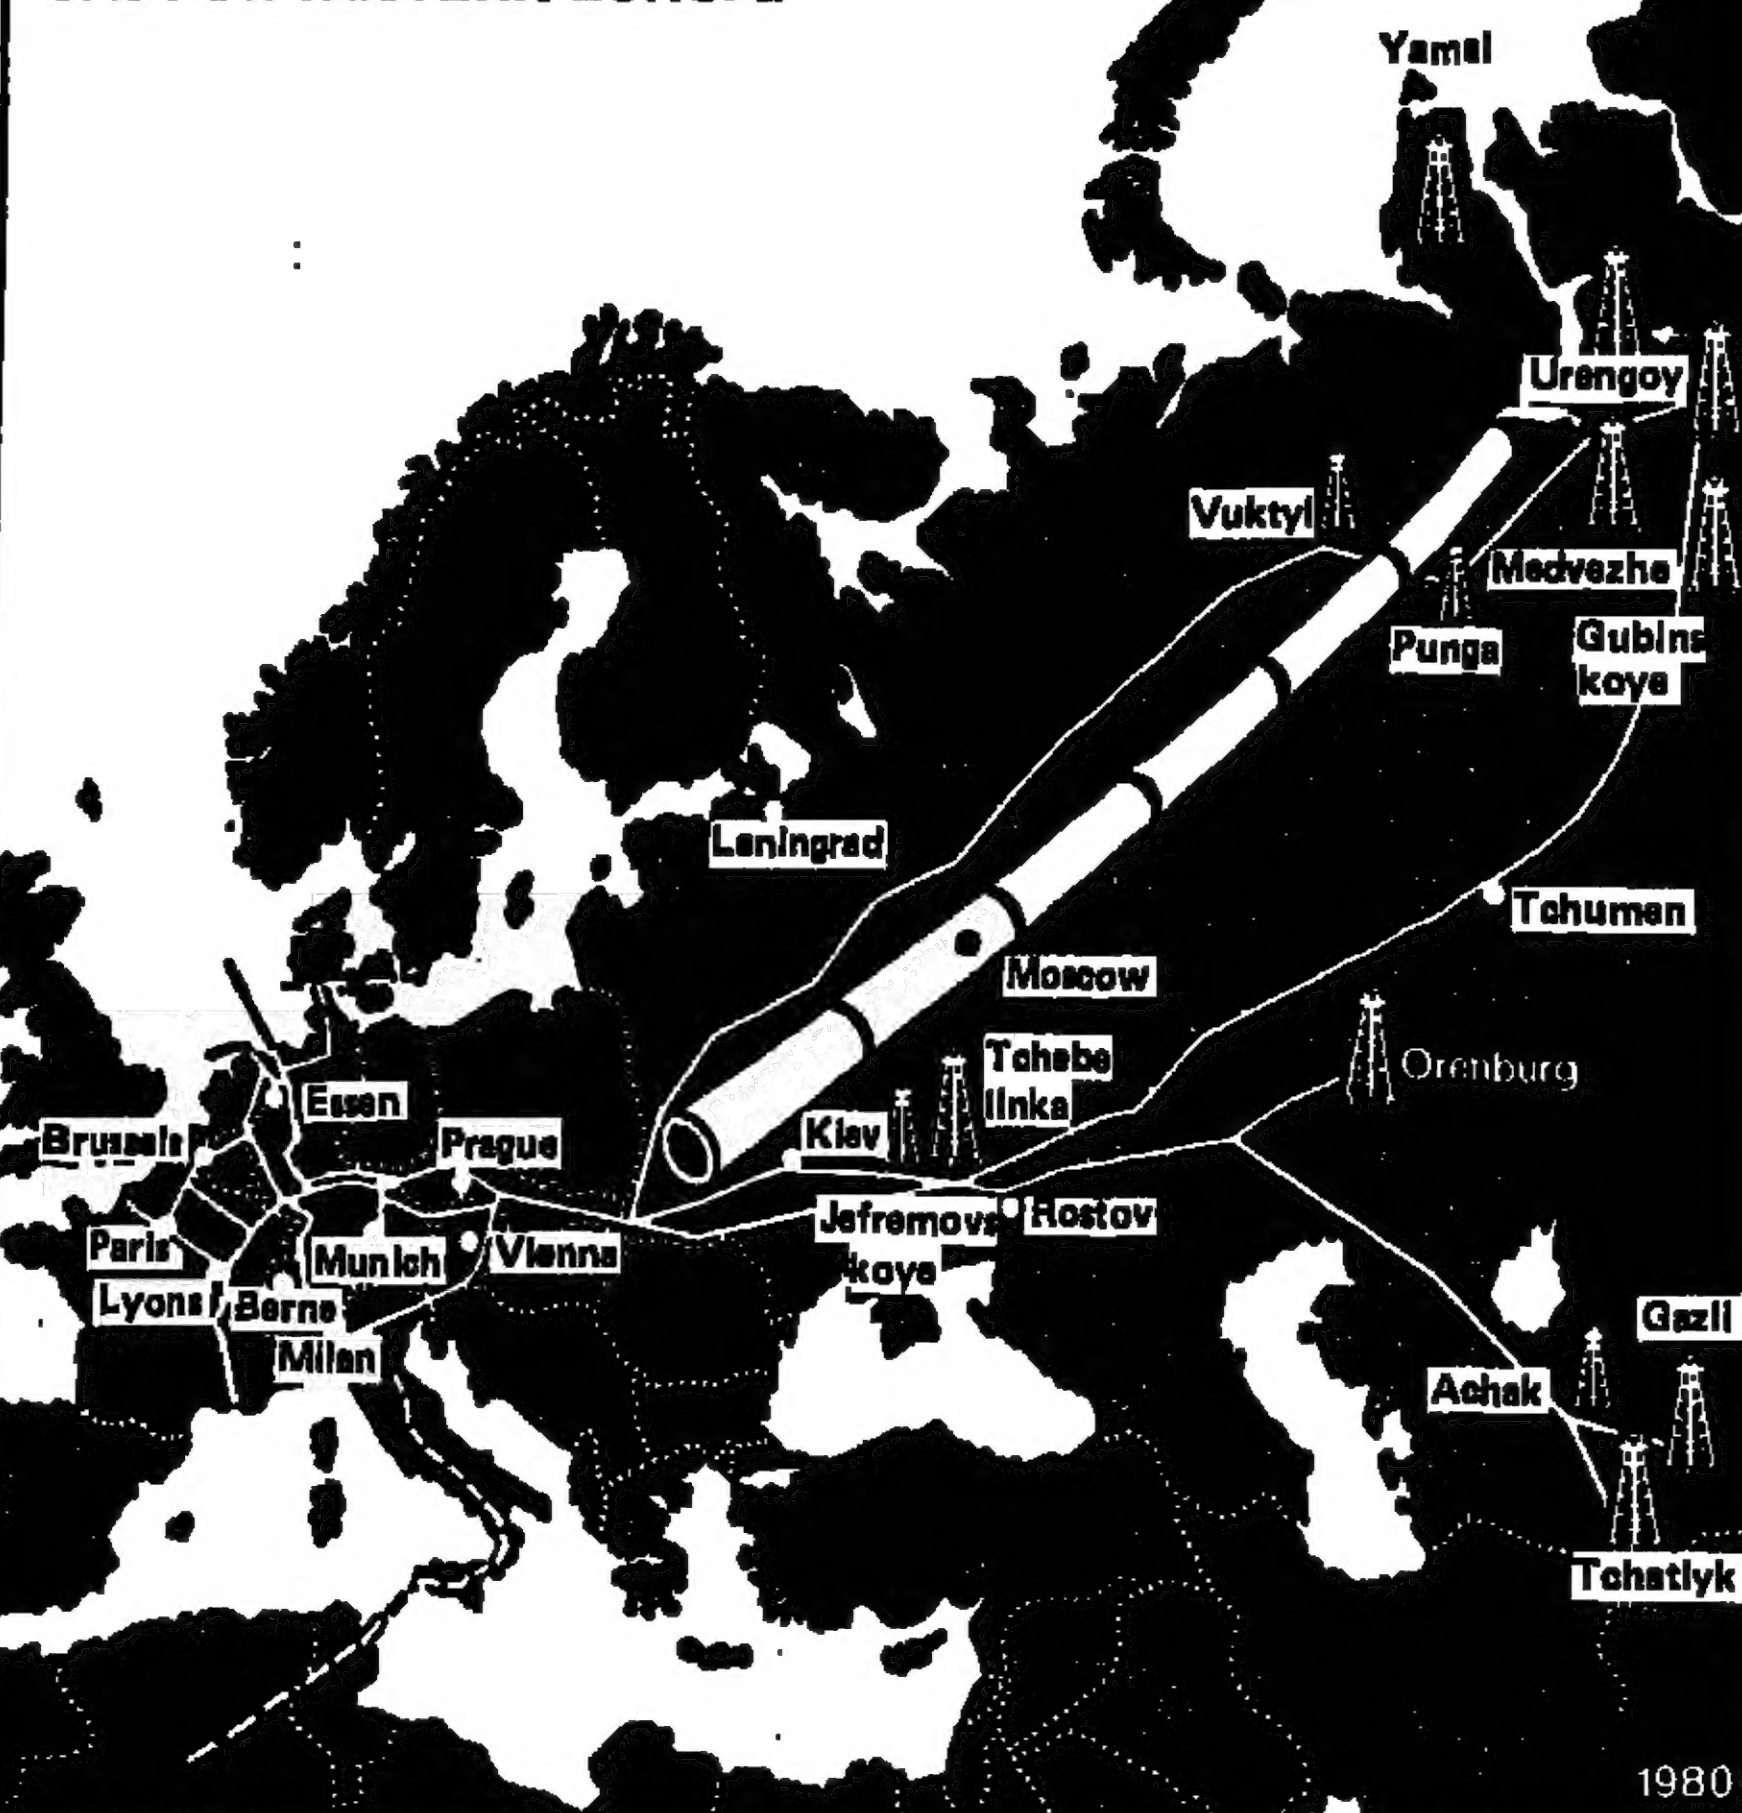 Yamal
Urengoy
Vuktyl
Medvezhe
Punga
Gubins
koye
Leningrad
Tchumen
Moscow
Tchebe
linka
Orenburg
Essen
Brussels
Prague
Kiev
Jefremovs
koye
Rostov
Paris
Munich
Vienna
Lyons
Berne
Milan
Gazli
Achak
Tchatlyk
1980